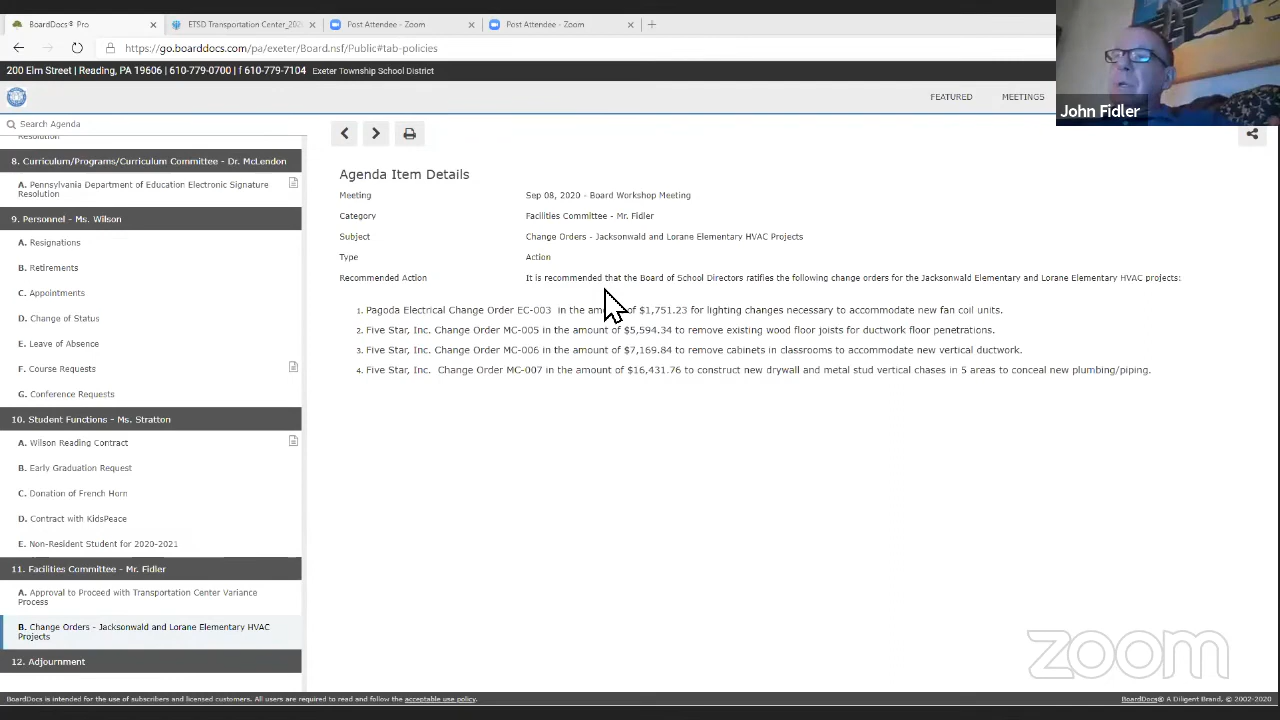 BoardDocs® Pro
ETSD Transportation Center_202
Post Attendee - Zoom
Post Attendee - Zoom
https://go.boarddocs.com/pa/exeter/Board.nsf/Public#tab-policies
200 Elm Street | Reading, PA 19606 | 610-779-0700 | f 610-779-7104 Exeter Township School District
FEATURED MEETINGS
John Fidler
Search Agenda
Resolution
8. Curriculum/Programs/Curriculum Committee - Dr. McLendon
A. Pennsylvania Department of Education Electronic Signature
Resolution
9. Personnel - Ms. Wilson
A. Resignations
B. Retirements
C. Appointments
D. Change of Status
E. Leave of Absence
F. Course Requests
G. Conference Requests
10. Student Functions - Ms. Stratton
A. Wilson Reading Contract
B. Early Graduation Request
C. Donation of French Horn
D. Contract with KidsPeace
E. Non-Resident Student for 2020-2021
11. Facilities Committee - Mr. Fidler
A. Approval to Proceed with Transportation Center Variance
Process
B. Change Orders - Jacksonwald and Lorane Elementary HVAC
Projects
12. Adjournment
Agenda Item Details
Meeting Sep 08, 2020 - Board Workshop Meeting
Category Facilities Committee - Mr. Fidler
Subject Change Orders - Jacksonwald and Lorane Elementary HVAC Projects
Type Action
Recommended Action It is recommended that the Board of School Directors ratifies the following change orders for the Jacksonwald Elementary and Lorane Elementary HVAC projects:
1. Pagoda Electrical Change Order EC-003 in the of $1,751.23 for lighting changes necessary to accommodate new fan coil units.
2. Five Star, Inc. Change Order MC-005 in the amount of $5,594.34 to remove existing wood floor joists for ductwork floor penetrations.
3. Five Star, Inc. Change Order MC-006 in the amount of $7,169.84 to remove cabinets in classrooms to accommodate new vertical ductwork.
4. Five Star, Inc. Change Order MC-007 in the amount of $16,431.76 to construct new drywall and metal stud vertical chases in 5 areas to conceal new plumbing/piping.
zoom
BoardDocs is intended for the use of subscribers and licensed customers. All users are required to read and follow the acceptable use policy.
BoardDocs® A Diligent Brand, © 2002-2020